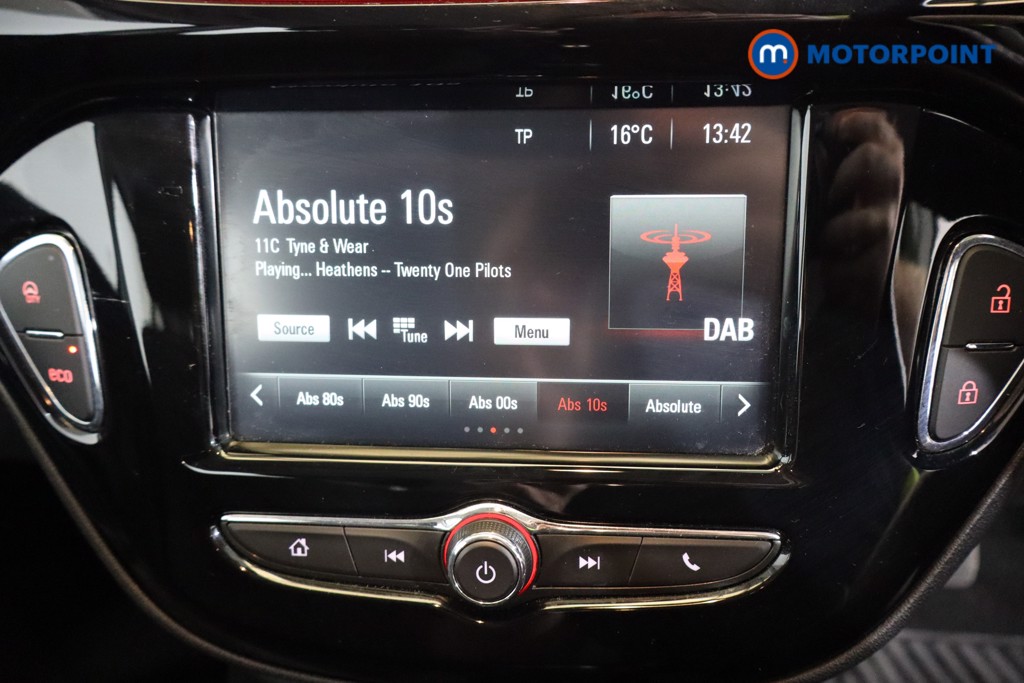 m MOTORPOINT
TP 16°C 13:42
Absolute 10s
11C Tyne & Wear
Playing... Heathens -- Twenty One Pilots
Source Tune Menu
DAB
Abs 80s Abs 90s Abs 00s Abs 10s Absolute
CITY
eco